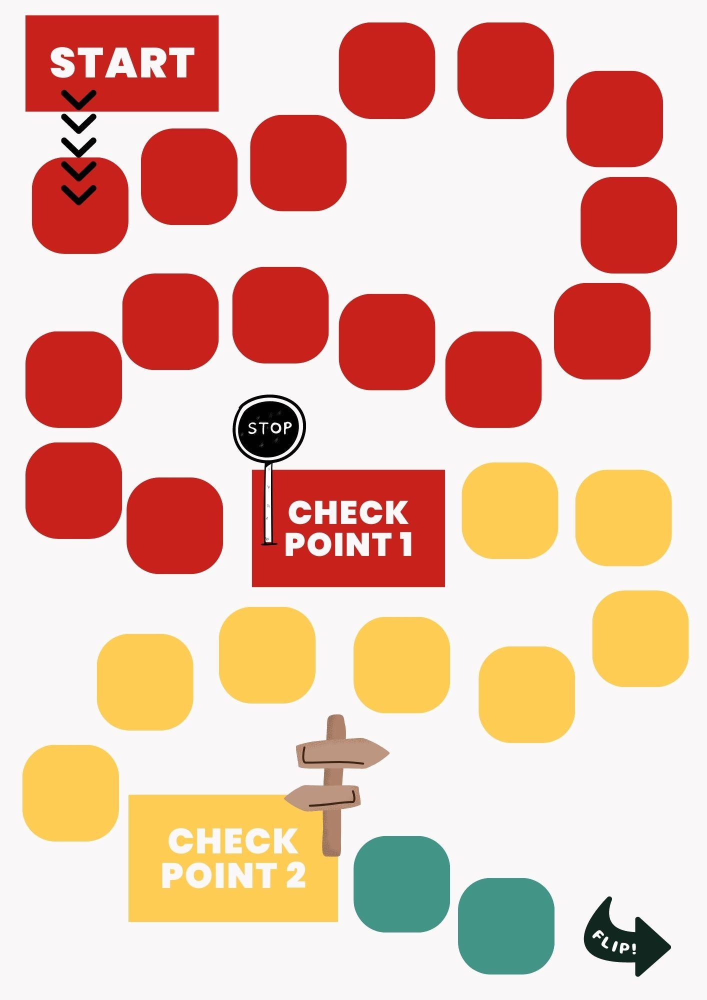 START
STOP
CHECK
POINT 1
CHECK
POINT 2
FLIP!